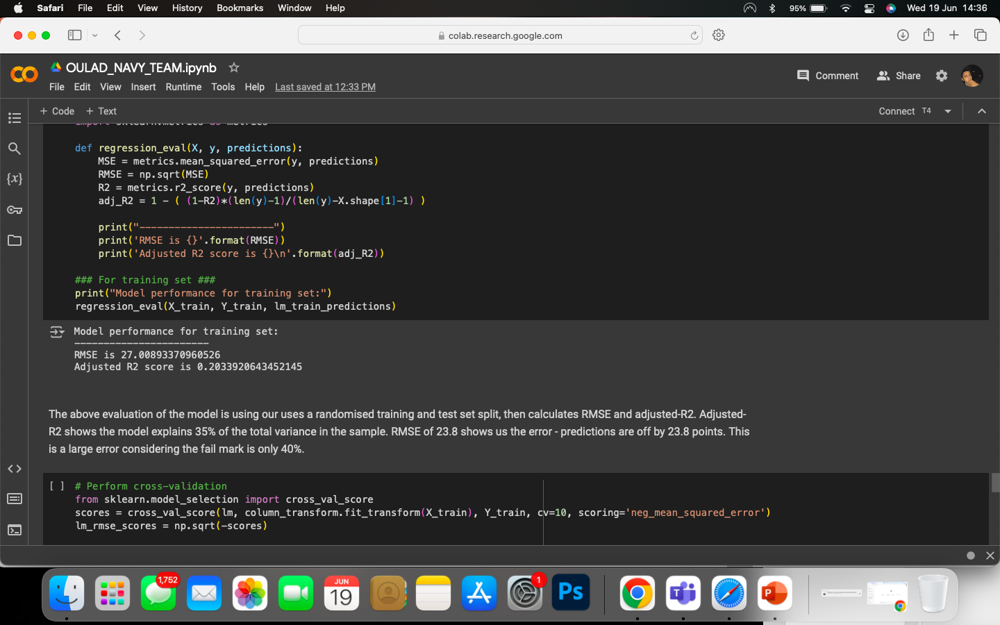 Safari File Edit View History Bookmarks Window Help 95% Wed 19 Jun 14:36
colab.research.google.com
OULAD_NAVY_TEAM.ipynb
Comment Share
File Edit View Insert Runtime Tools Help Last saved at 12:33 PM
+ Code + Text Connect T4
import sklearn.metrics as metrics
def regression_eval(X, y, predictions):
MSE = metrics.mean_squared_error(y, predictions)
RMSE = np.sqrt(MSE)
R2 = metrics.r2_score(y, predictions)
adj_R2 = 1 - ( (1-R2)*(len(y)-1)/(len(y)-X.shape[1]-1) )
print("-----------------------")
print('RMSE is {}'.format(RMSE))
print('Adjusted R2 score is {}\n'.format(adj_R2))
### For training set ###
print("Model performance for training set:")
regression_eval(X_train, Y_train, lm_train_predictions)
Model performance for training set:
-----------------------
RMSE is 27.00893370960526
Adjusted R2 score is 0.2033920643452145
The above evaluation of the model is using our uses a randomised training and test set split, then calculates RMSE and adjusted-R2. Adjusted-
R2 shows the model explains 35% of the total variance in the sample. RMSE of 23.8 shows us the error - predictions are off by 23.8 points. This
is a large error considering the fail mark is only 40%.
[ ] # Perform cross-validation
from sklearn.model_selection import cross_val_score
scores = cross_val_score(lm, column_transform.fit_transform(X_train), Y_train, cv=10, scoring='neg_mean_squared_error')
lm_rmse_scores = np.sqrt(-scores)
1,752
JUN
19
1
Ps
T
P